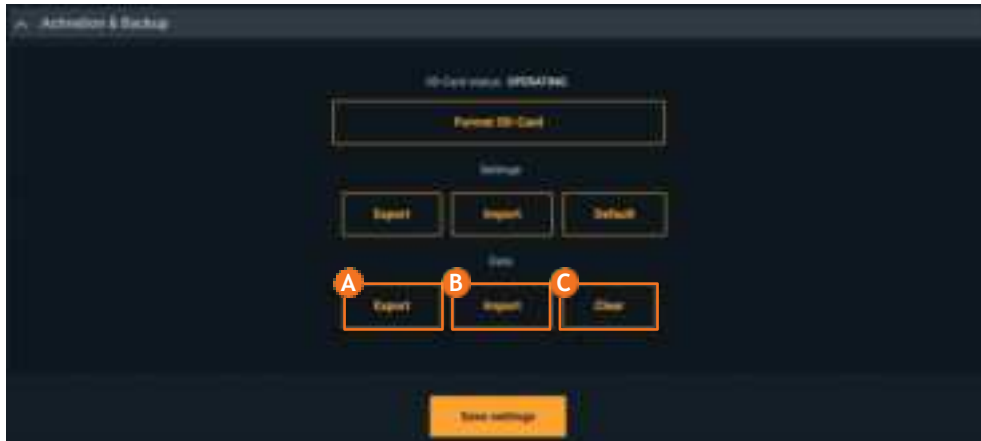 Activation & Backup
SD-Card status: OPERATING
Format SD-Card
Settings
Export Import Default
Data
A B C
Export Import Clear
Save settings